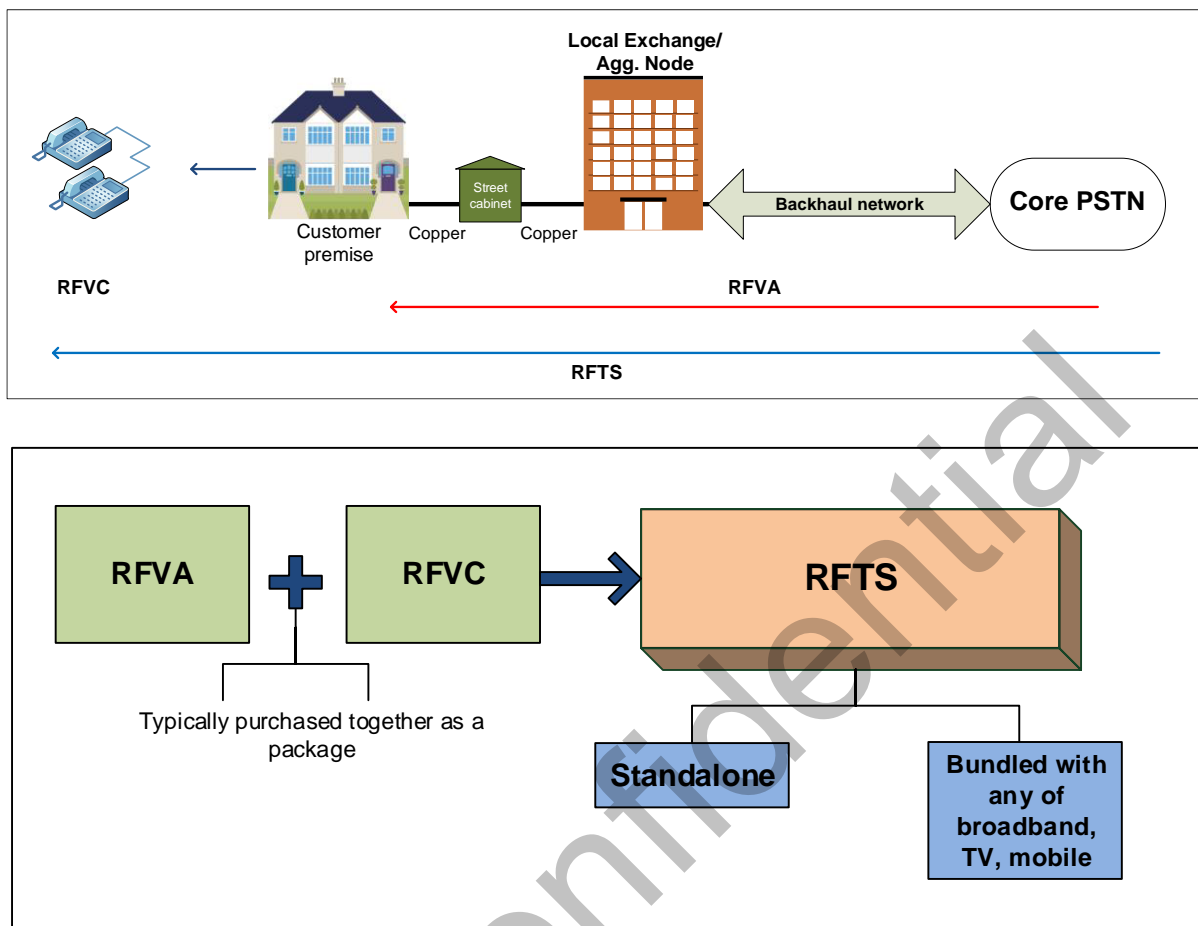 Local Exchange/
Agg. Node
Street
cabinet
Backhaul network
Core PSTN
Customer
premise
Copper
Copper
RFVC
RFVA
RFTS
RFVA
RFVC
RFTS
Typically purchased together as a
package
Standalone
Bundled with
any of
broadband,
TV, mobile
nfidential